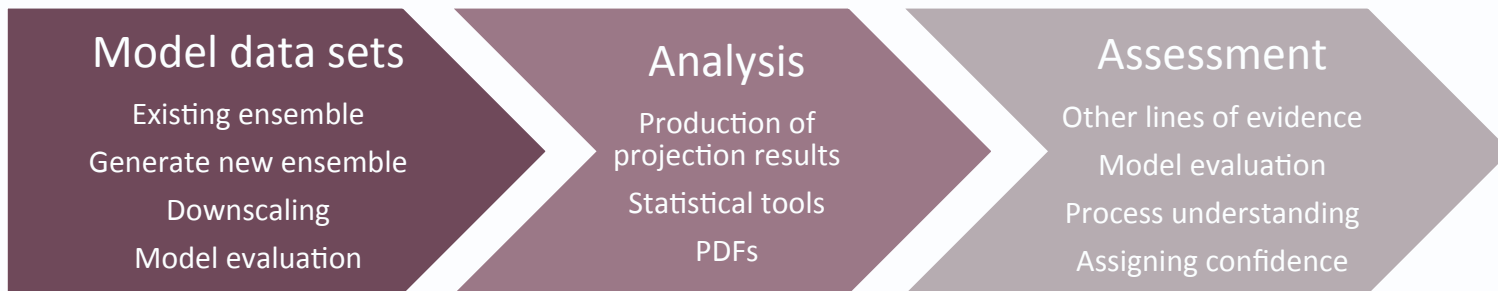 Model data sets
Existing ensemble
Generate new ensemble
Downscaling
Model evaluation
Analysis
Production of
projection results
Statistical tools
PDFs
Assessment
Other lines of evidence
Model evaluation
Process understanding
Assigning confidence